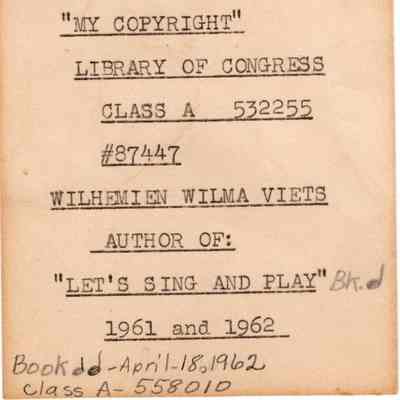 "MY COPYRIGHT"
LIBRARY OF CONGRESS
CLASS A 532255
#87447
WILHEMIEN WILMA VIETS
AUTHOR OF:
"LET'S SING AND PLAY" Bk.d
1961 and 1962
Book dd - April - 18, 1962
Class A - 558010